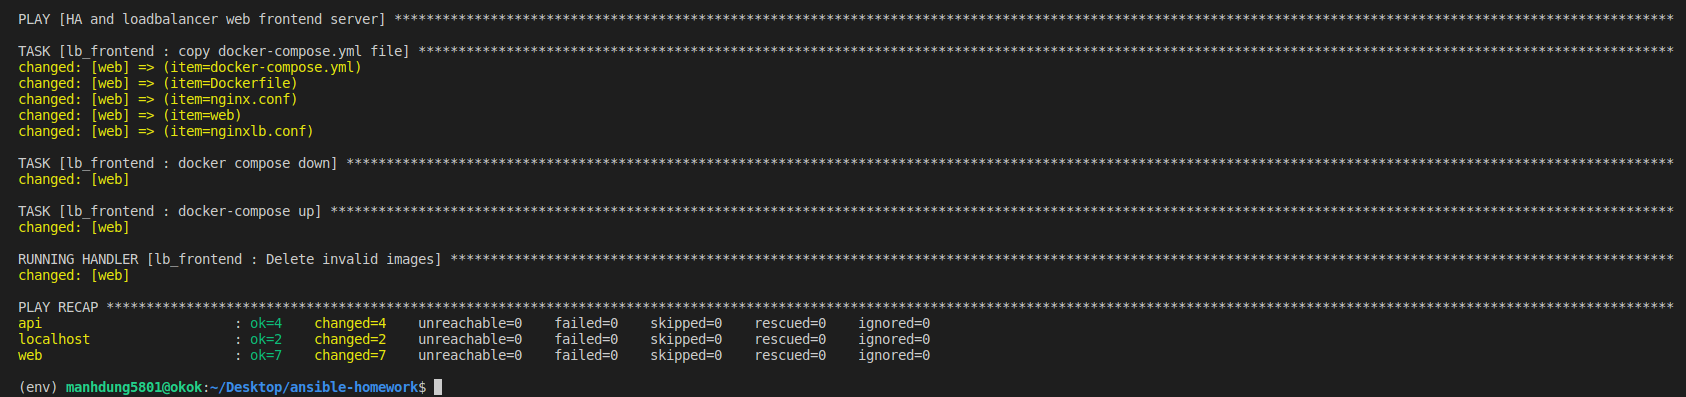 PLAY [HA and loadbalancer web frontend server] ****************************************************************************************************************************************************************
TASK [lb_frontend : copy docker-compose.yml file] *************************************************************************************************************************************************************
changed: [web] => (item=docker-compose.yml)
changed: [web] => (item=Dockerfile)
changed: [web] => (item=nginx.conf)
changed: [web] => (item=web)
changed: [web] => (item=nginxlb.conf)
TASK [lb_frontend : docker compose down] **********************************************************************************************************************************************************************
changed: [web]
TASK [lb_frontend : docker-compose up] ************************************************************************************************************************************************************************
changed: [web]
RUNNING HANDLER [lb_frontend : Delete invalid images] *********************************************************************************************************************************************************
changed: [web]
PLAY RECAP ****************************************************************************************************************************************************************************************************
api                        : ok=4    changed=4    unreachable=0    failed=0    skipped=0    rescued=0    ignored=0
localhost                  : ok=2    changed=2    unreachable=0    failed=0    skipped=0    rescued=0    ignored=0
web                        : ok=7    changed=7    unreachable=0    failed=0    skipped=0    rescued=0    ignored=0
(env) manhdung5801@okok:~/Desktop/ansible-homework$